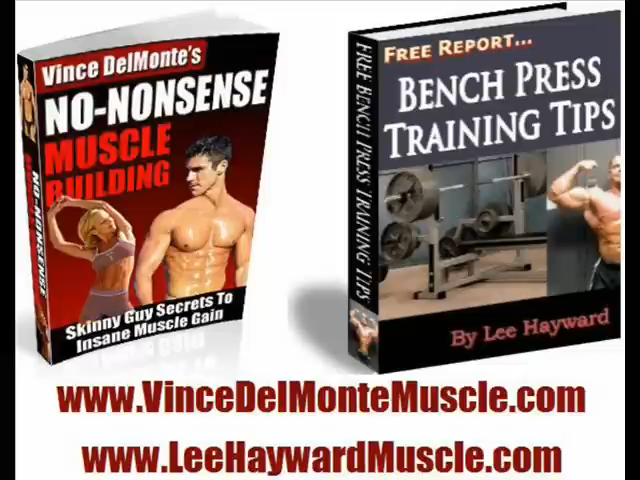 Vince DelMonte's
NO-NONSENSE
MUSCLE
BUILDING
Skinny Guy Secrets To
Insane Muscle Gain
NO-NONSENSE
FREE REPORT...
BENCH PRESS
TRAINING TIPS
By Lee Hayward
FREE BENCH PRESS TRAINING TIPS
www.VinceDelMonteMuscle.com
www.LeeHaywardMuscle.com